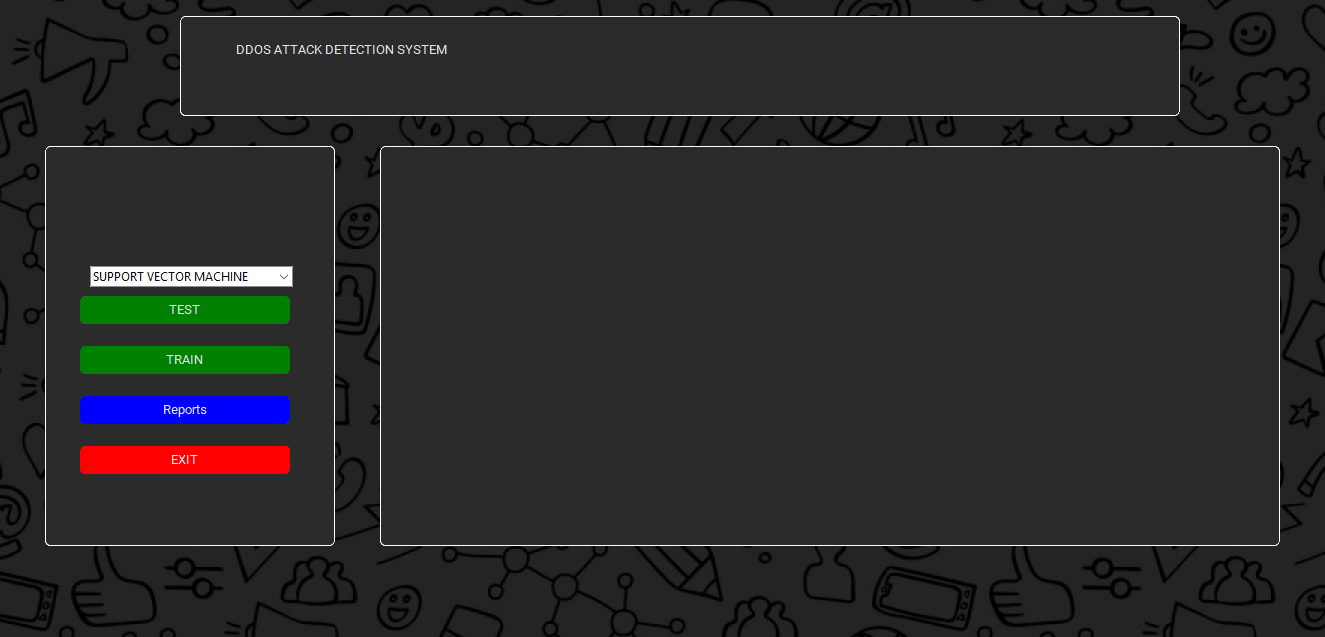 DDOS ATTACK DETECTION SYSTEM
SUPPORT VECTOR MACHINE
TEST
TRAIN
Reports
EXIT